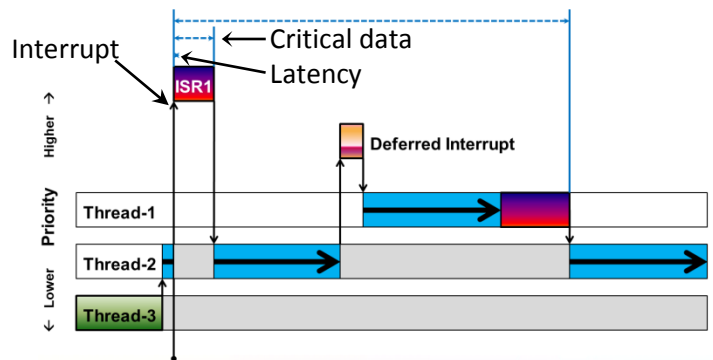 Critical data
Interrupt
Latency
ISR1
Higher →
Deferred Interrupt
Priority
Thread-1
Thread-2
← Lower
Thread-3